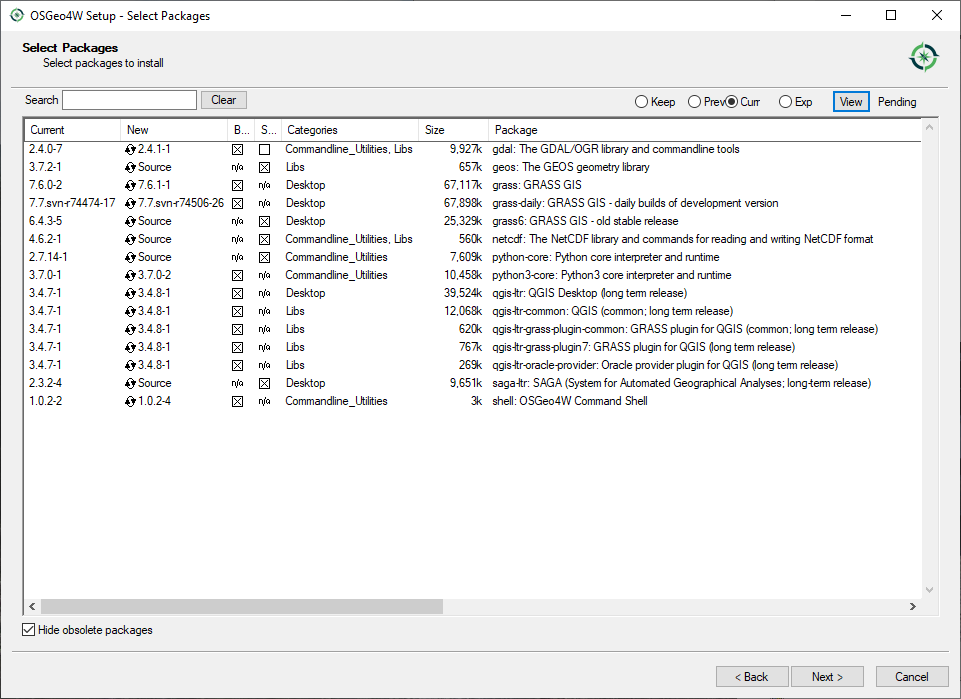 OSGeo4W Setup - Select Packages
Select Packages
Select packages to install
Search Clear Keep Prev Curr Exp View Pending
Current New B... S... Categories Size Package
2.4.0-7 2.4.1-1 Commandline_Utilities, Libs 9,927k gdal: The GDAL/OGR library and commandline tools
3.7.2-1 Source n/a Libs 657k geos: The GEOS geometry library
7.6.0-2 7.6.1-1 n/a Desktop 67,117k grass: GRASS GIS
7.7.svn-r74474-17 7.7.svn-r74506-26 n/a Desktop 67,898k grass-daily: GRASS GIS - daily builds of development version
6.4.3-5 Source n/a Desktop 25,329k grass6: GRASS GIS - old stable release
4.6.2-1 Source n/a Commandline_Utilities, Libs 560k netcdf: The NetCDF library and commands for reading and writing NetCDF format
2.7.14-1 Source n/a Commandline_Utilities 7,609k python-core: Python core interpreter and runtime
3.7.0-1 3.7.0-2 n/a Commandline_Utilities 10,458k python3-core: Python3 core interpreter and runtime
3.4.7-1 3.4.8-1 n/a Desktop 39,524k qgis-ltr: QGIS Desktop (long term release)
3.4.7-1 3.4.8-1 n/a Libs 12,068k qgis-ltr-common: QGIS (common; long term release)
3.4.7-1 3.4.8-1 n/a Libs 620k qgis-ltr-grass-plugin-common: GRASS plugin for QGIS (common; long term release)
3.4.7-1 3.4.8-1 n/a Libs 767k qgis-ltr-grass-plugin7: GRASS plugin for QGIS (long term release)
3.4.7-1 3.4.8-1 n/a Libs 269k qgis-ltr-oracle-provider: Oracle provider plugin for QGIS (long term release)
2.3.2-4 Source n/a Desktop 9,651k saga-ltr: SAGA (System for Automated Geographical Analyses; long-term release)
1.0.2-2 1.0.2-4 n/a Commandline_Utilities 3k shell: OSGeo4W Command Shell
Hide obsolete packages
< Back Next > Cancel